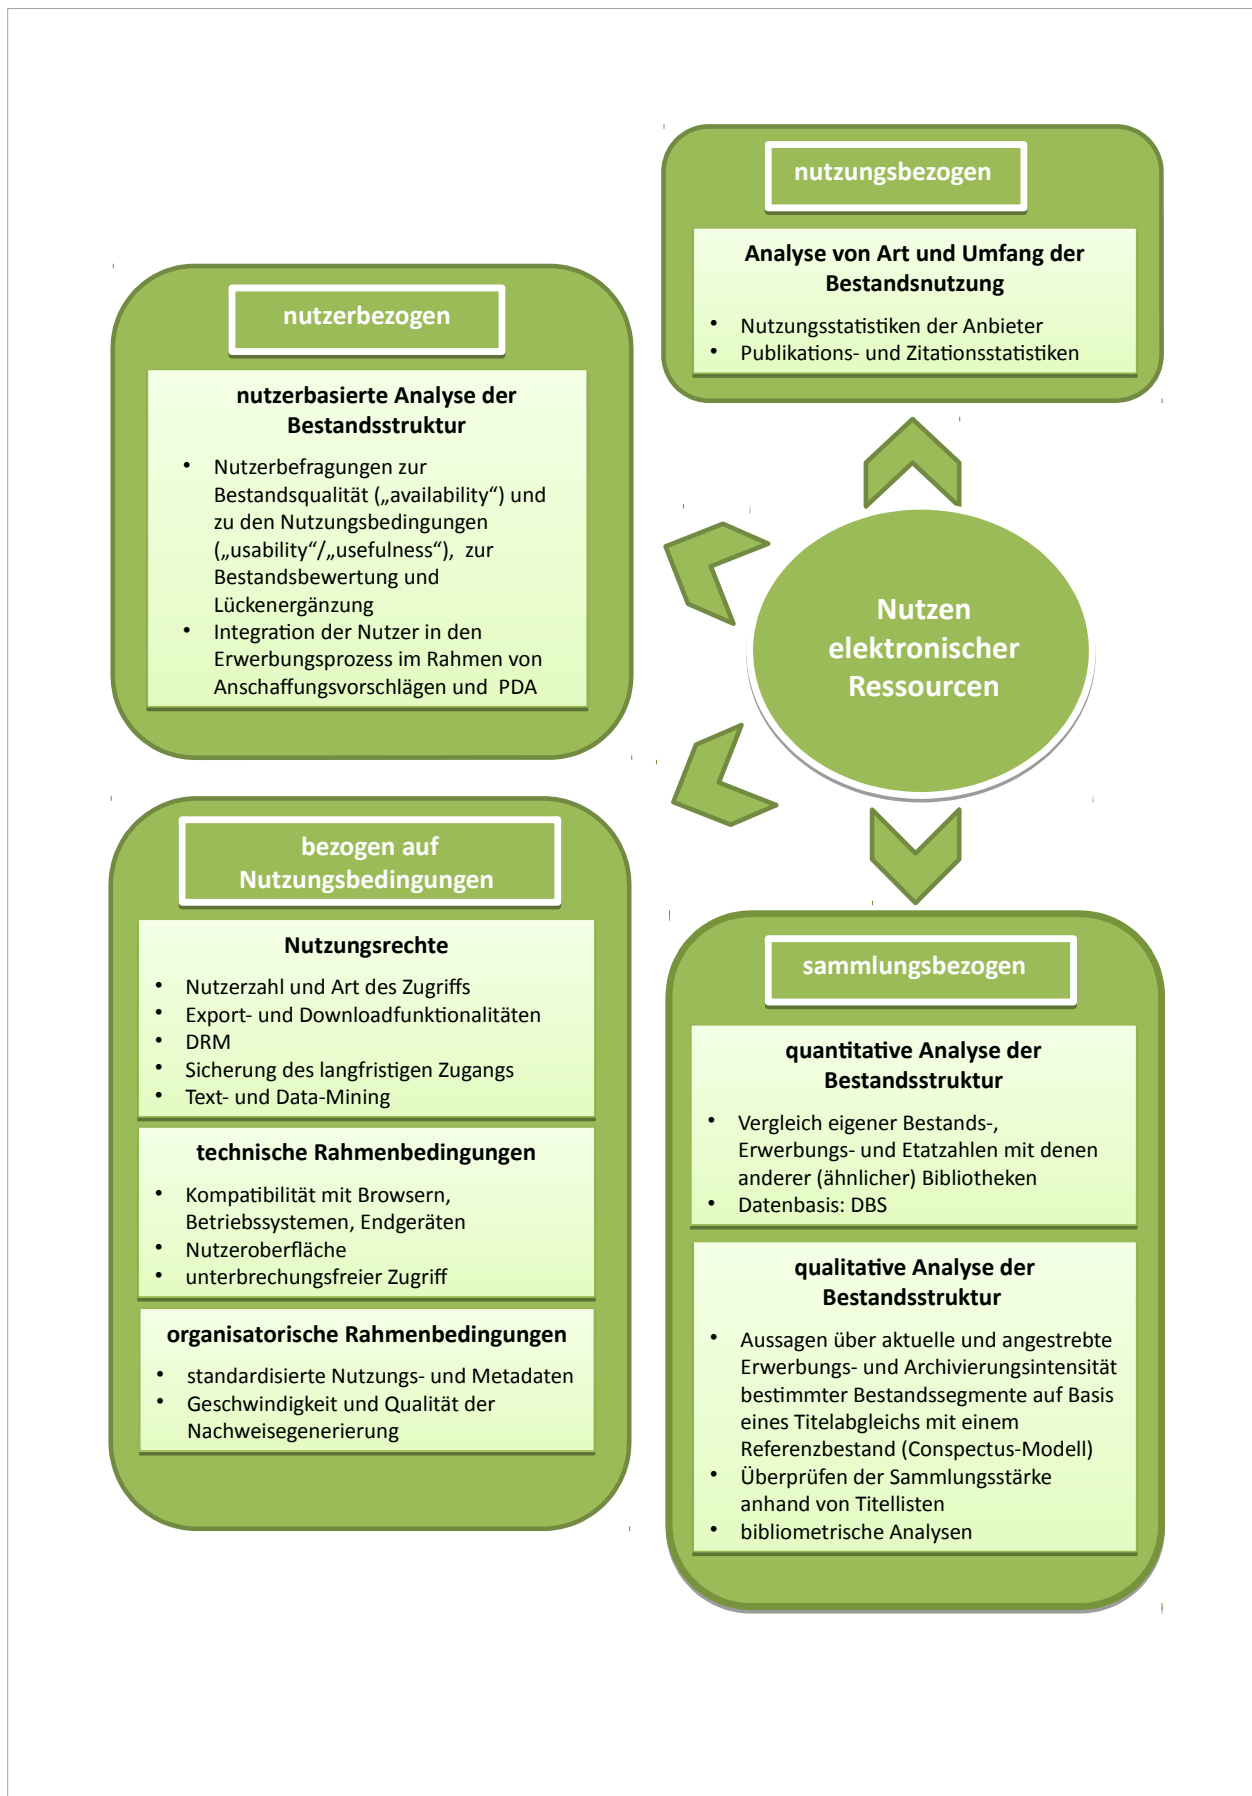 nutzungsbezogen
Analyse von Art und Umfang der
Bestandsnutzung
• Nutzungsstatistiken der Anbieter
• Publikations- und Zitationsstatistiken
nutzerbezogen
nutzerbasierte Analyse der
Bestandsstruktur
• Nutzerbefragungen zur
Bestandsqualität („availability“) und
zu den Nutzungsbedingungen
(„usability“/„usefulness“), zur
Bestandsbewertung und
Lückenergänzung
• Integration der Nutzer in den
Erwerbungsprozess im Rahmen von
Anschaffungsvorschlägen und PDA
Nutzen
elektronischer
Ressourcen
bezogen auf
Nutzungsbedingungen
Nutzungsrechte
• Nutzerzahl und Art des Zugriffs
• Export- und Downloadfunktionalitäten
• DRM
• Sicherung des langfristigen Zugangs
• Text- und Data-Mining
technische Rahmenbedingungen
• Kompatibilität mit Browsern,
Betriebssystemen, Endgeräten
• Nutzeroberfläche
• unterbrechungsfreier Zugriff
organisatorische Rahmenbedingungen
• standardisierte Nutzungs- und Metadaten
• Geschwindigkeit und Qualität der
Nachweisegenerierung
sammlungsbezogen
quantitative Analyse der
Bestandsstruktur
• Vergleich eigener Bestands-,
Erwerbungs- und Etatzahlen mit denen
anderer (ähnlicher) Bibliotheken
• Datenbasis: DBS
qualitative Analyse der
Bestandsstruktur
• Aussagen über aktuelle und angestrebte
Erwerbungs- und Archivierungsintensität
bestimmter Bestandssegmente auf Basis
eines Titelabgleichs mit einem
Referenzbestand (Conspectus-Modell)
• Überprüfen der Sammlungsstärke
anhand von Titellisten
• bibliometrische Analysen